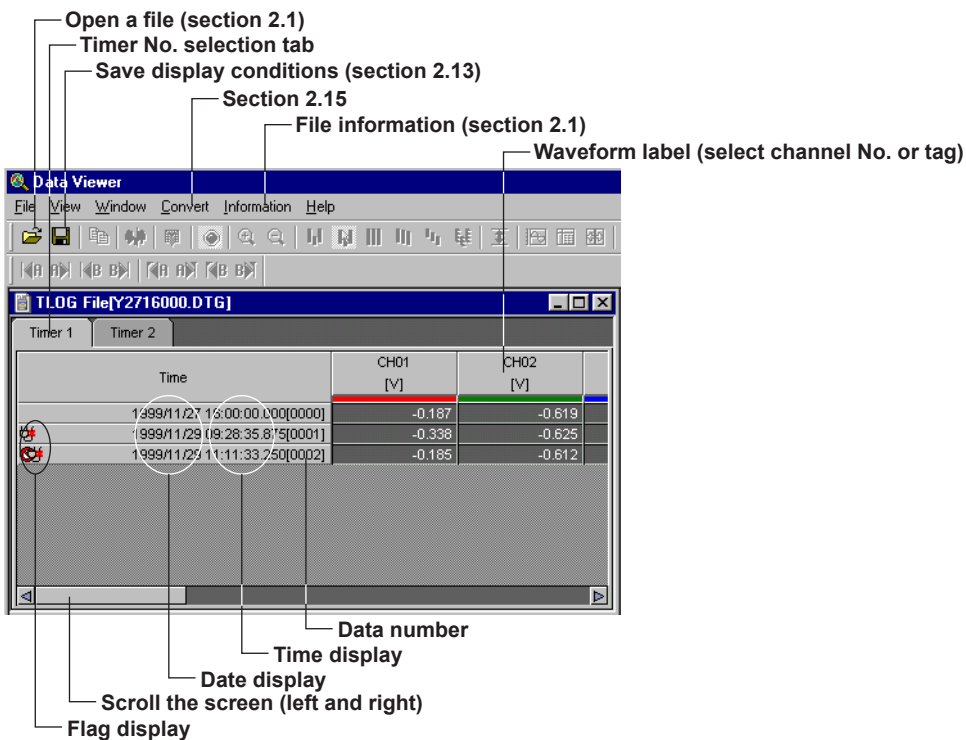 Open a file (section 2.1)
Timer No. selection tab
Save display conditions (section 2.13)
Section 2.15
File information (section 2.1)
Waveform label (select channel No. or tag)
Data Viewer
File View Window Convert Information Help
TLOG File[Y2716000.DTG]
Timer 1 Timer 2
Time CH01 CH02
[V] [V]
1999/11/27 16:00:00.000[0000] -0.187 -0.619
1999/11/29 09:28:35.875[0001] -0.338 -0.625
1999/11/29 11:11:33.250[0002] -0.185 -0.612
Data number
Time display
Date display
Scroll the screen (left and right)
Flag display